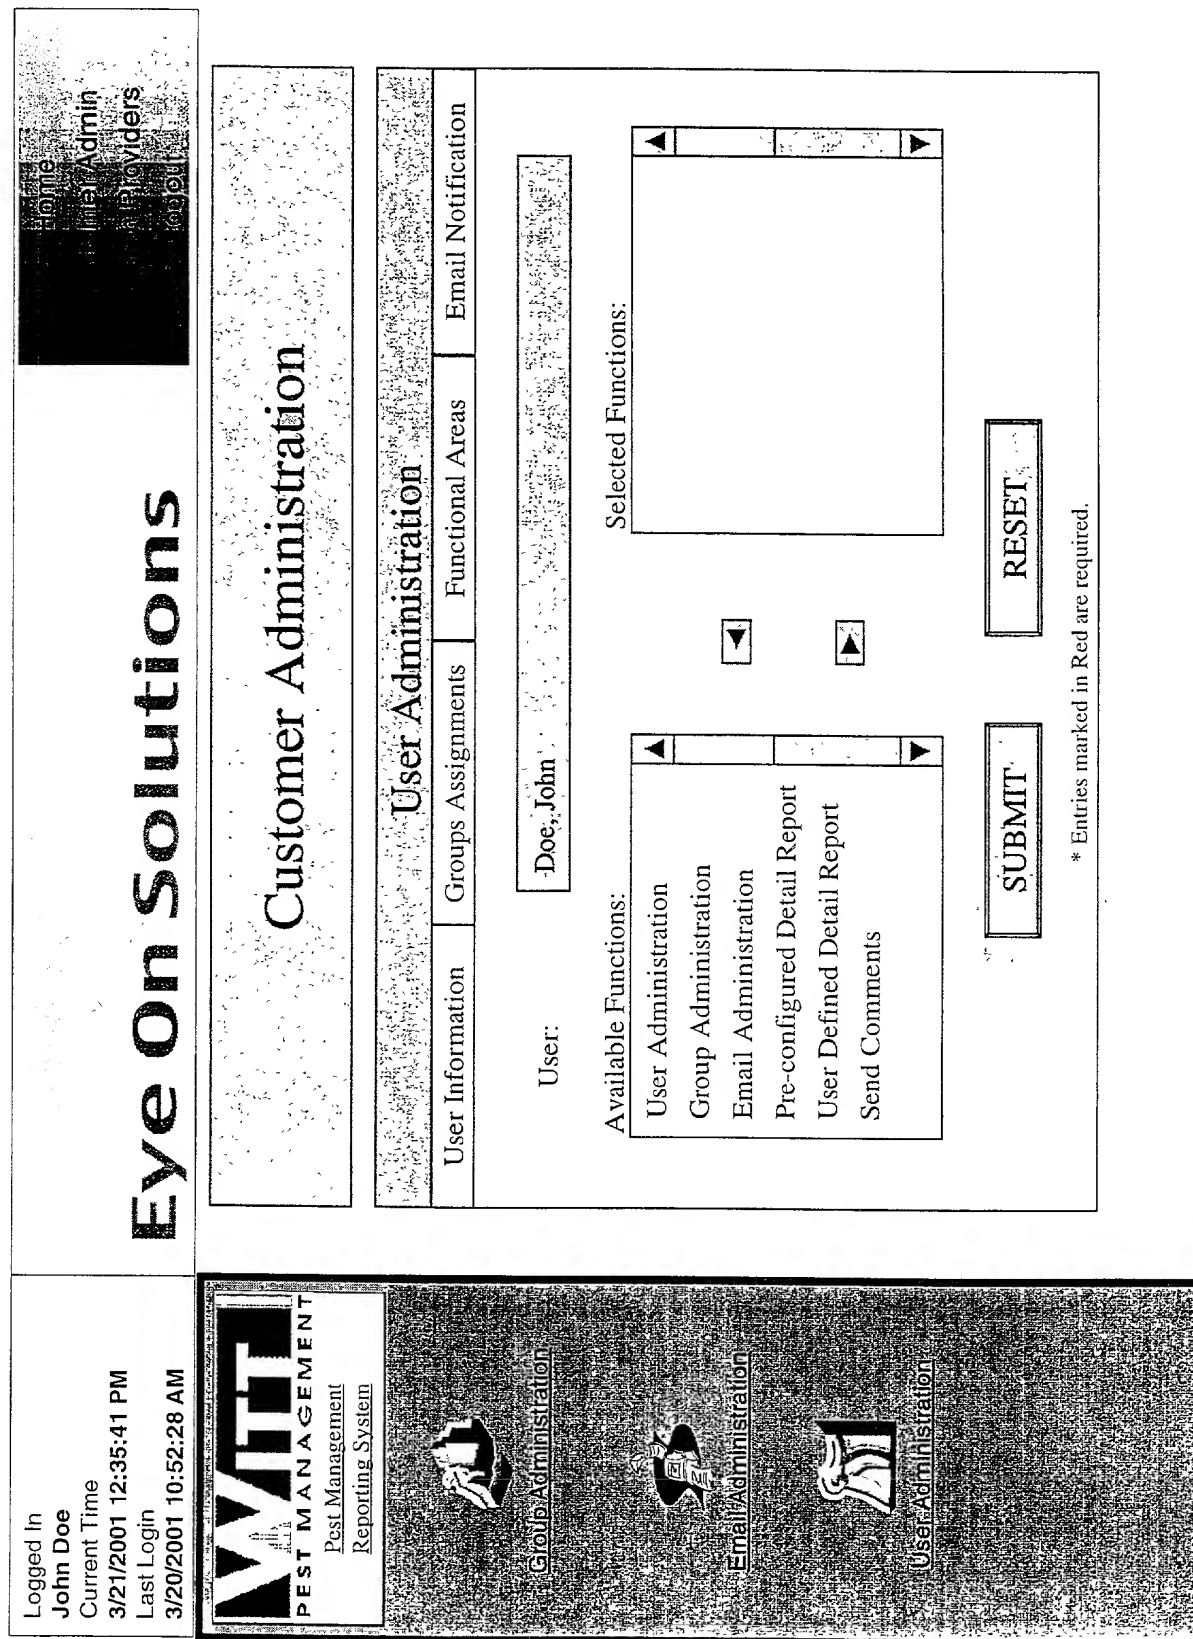 Logged In
John Doe
Current Time
3/21/2001 12:35:41 PM
Last Login
3/20/2001 10:52:28 AM
Eye On Solutions
Home
Admin
Providers
PEST MANAGEMENT
Pest Management
Reporting System
Group Administration
Email Administration
User Administration
Customer Administration
User Administration
User Information Groups Assignments Functional Areas Email Notification
User: Doe, John
Available Functions: Selected Functions:
User Administration
Group Administration
Email Administration
Pre-configured Detail Report
User Defined Detail Report
Send Comments
SUBMIT RESET
* Entries marked in Red are required.